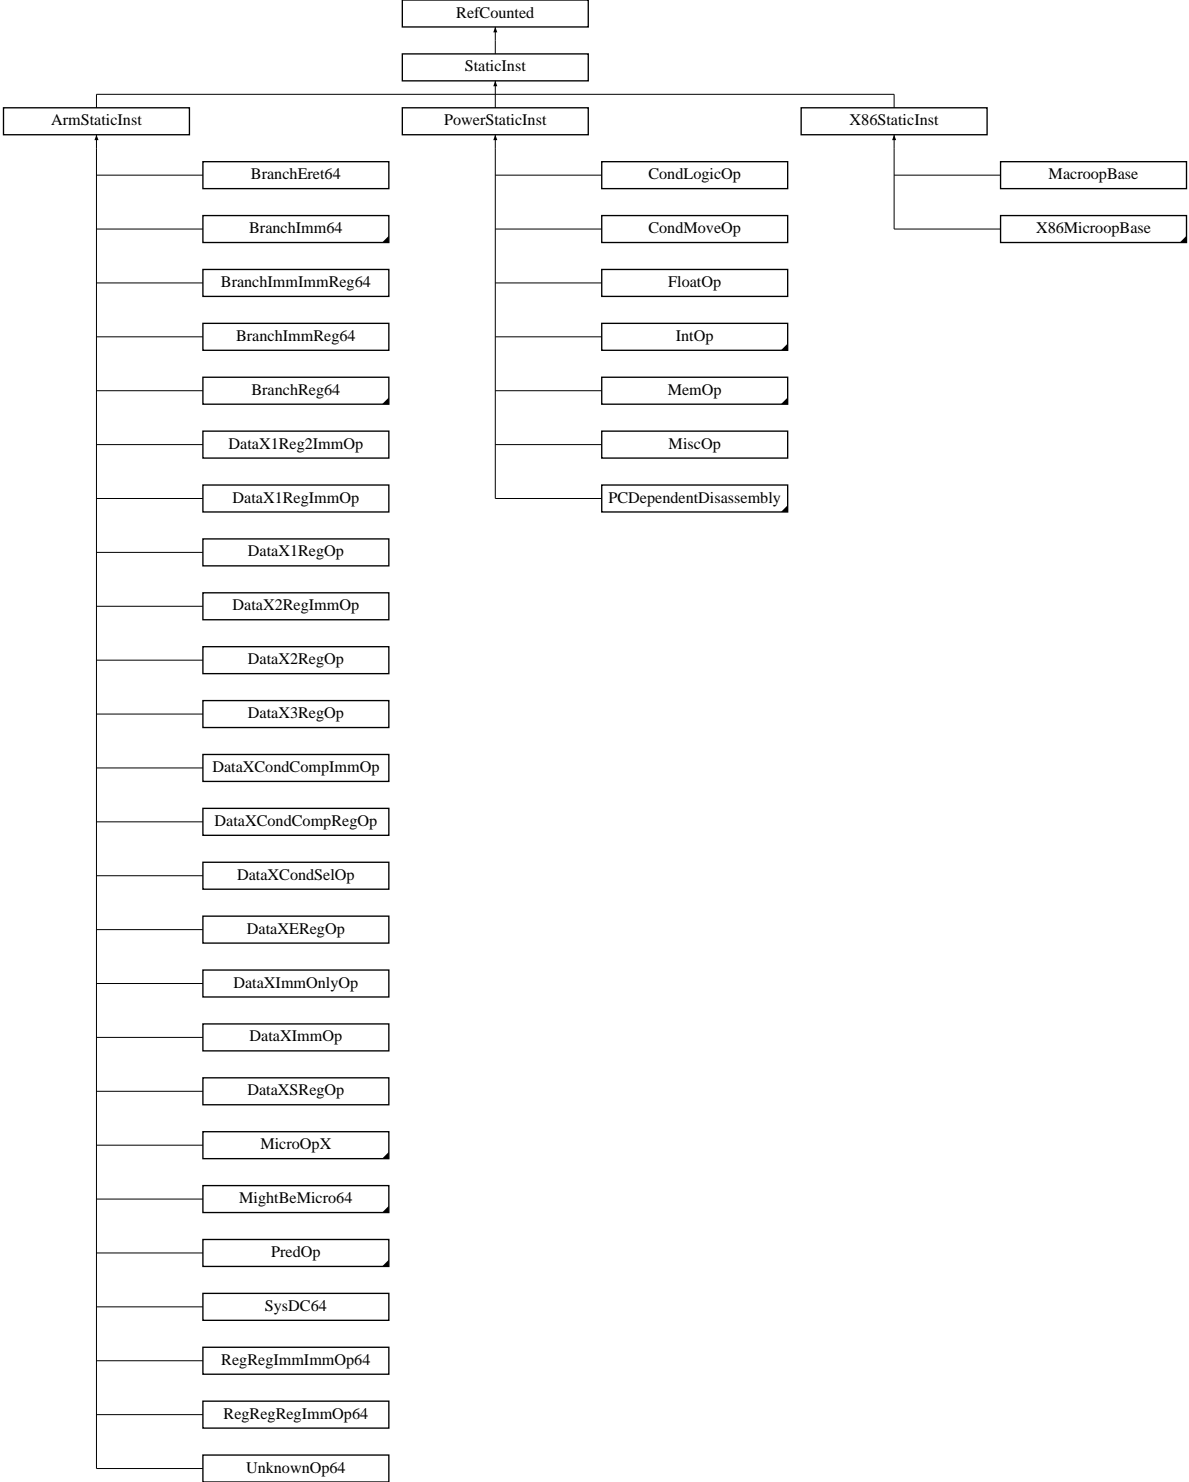 RefCounted
StaticInst
ArmStaticInst
PowerStaticInst
X86StaticInst
BranchEret64
CondLogicOp
MacroopBase
BranchImm64
CondMoveOp
X86MicroopBase
BranchImmImmReg64
FloatOp
BranchImmReg64
IntOp
BranchReg64
MemOp
DataX1Reg2ImmOp
MiscOp
DataX1RegImmOp
PCDependentDisassembly
DataX1RegOp
DataX2RegImmOp
DataX2RegOp
DataX3RegOp
DataXCondCompImmOp
DataXCondCompRegOp
DataXCondSelOp
DataXERegOp
DataXImmOnlyOp
DataXImmOp
DataXSRegOp
MicroOpX
MightBeMicro64
PredOp
SysDC64
RegRegImmImmOp64
RegRegRegImmOp64
UnknownOp64